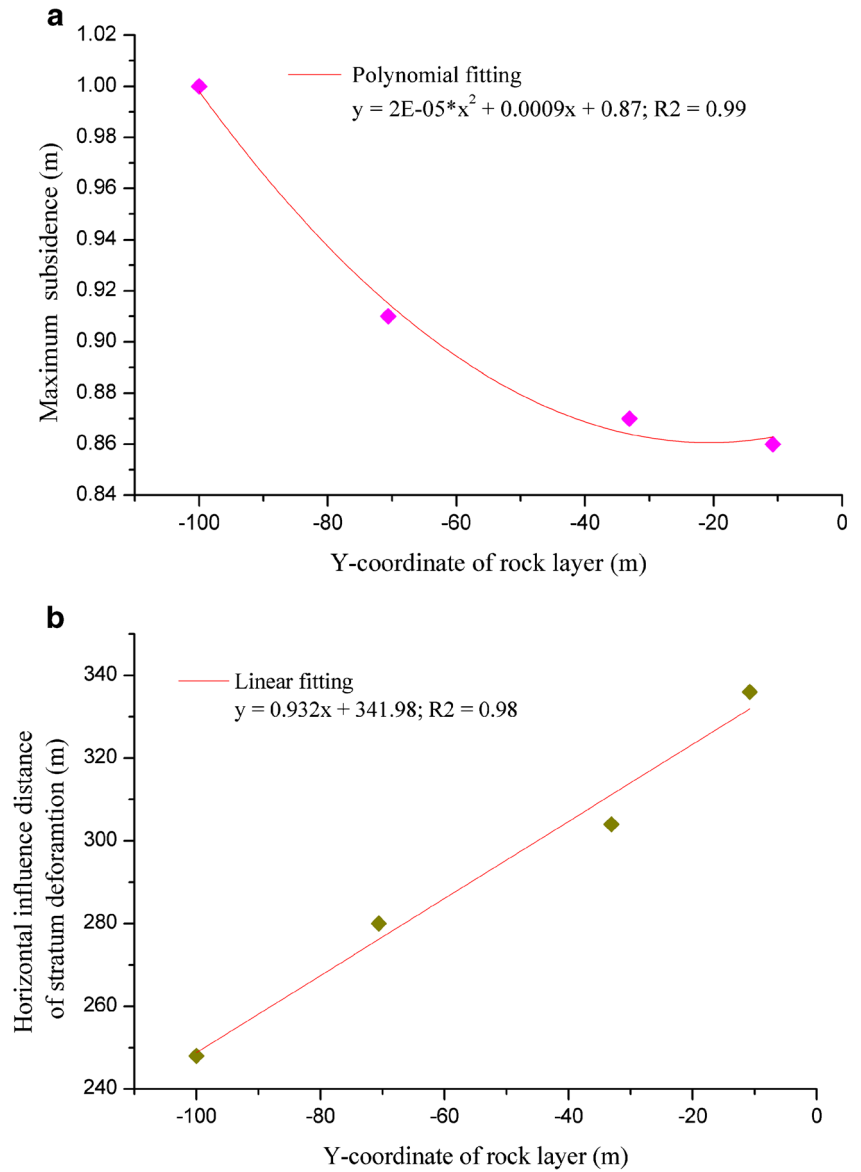 a
1.02
1.00
0.98
0.96
0.94
0.92
0.90
0.88
0.86
0.84
Maximum subsidence (m)
Polynomial fitting
y = 2E-05*x² + 0.0009x + 0.87; R2 = 0.99
-100 -80 -60 -40 -20 0
Y-coordinate of rock layer (m)
b
340
320
300
280
260
240
Horizontal influence distance
of stratum deforamtion (m)
Linear fitting
y = 0.932x + 341.98; R2 = 0.98
-100 -80 -60 -40 -20 0
Y-coordinate of rock layer (m)